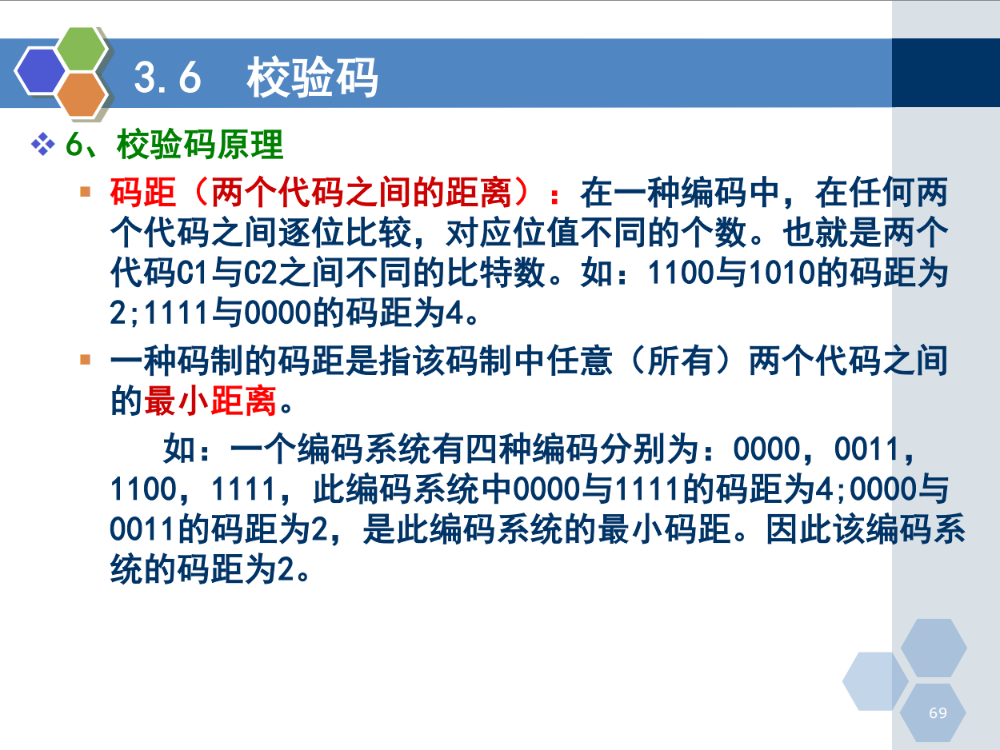 3.6 校验码
6、校验码原理
码距（两个代码之间的距离）：在一种编码中，在任何两
个代码之间逐位比较，对应位值不同的个数。也就是两个
代码C1与C2之间不同的比特数。如：1100与1010的码距为
2;1111与0000的码距为4。
一种码制的码距是指该码制中任意（所有）两个代码之间
的最小距离。
如：一个编码系统有四种编码分别为：0000，0011，
1100，1111，此编码系统中0000与1111的码距为4;0000与
0011的码距为2，是此编码系统的最小码距。因此该编码系
统的码距为2。
69